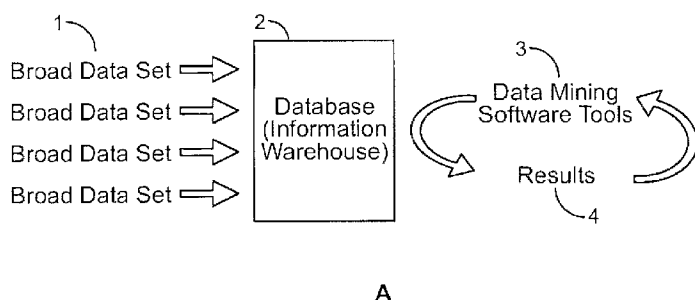 1
2
3
Broad Data Set
Broad Data Set
Broad Data Set
Broad Data Set
Database
(Information
Warehouse)
Data Mining
Software Tools
Results
4
A